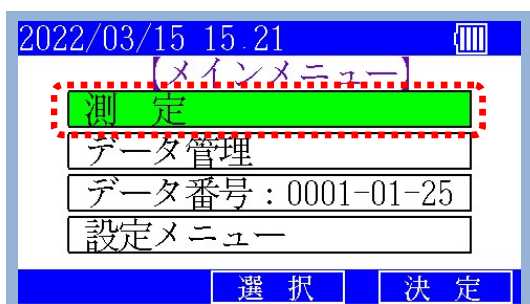 2022/03/15 15.21
【メインメニュー】
測 定
データ管理
データ番号：0001-01-25
設定メニュー
選 択 決 定